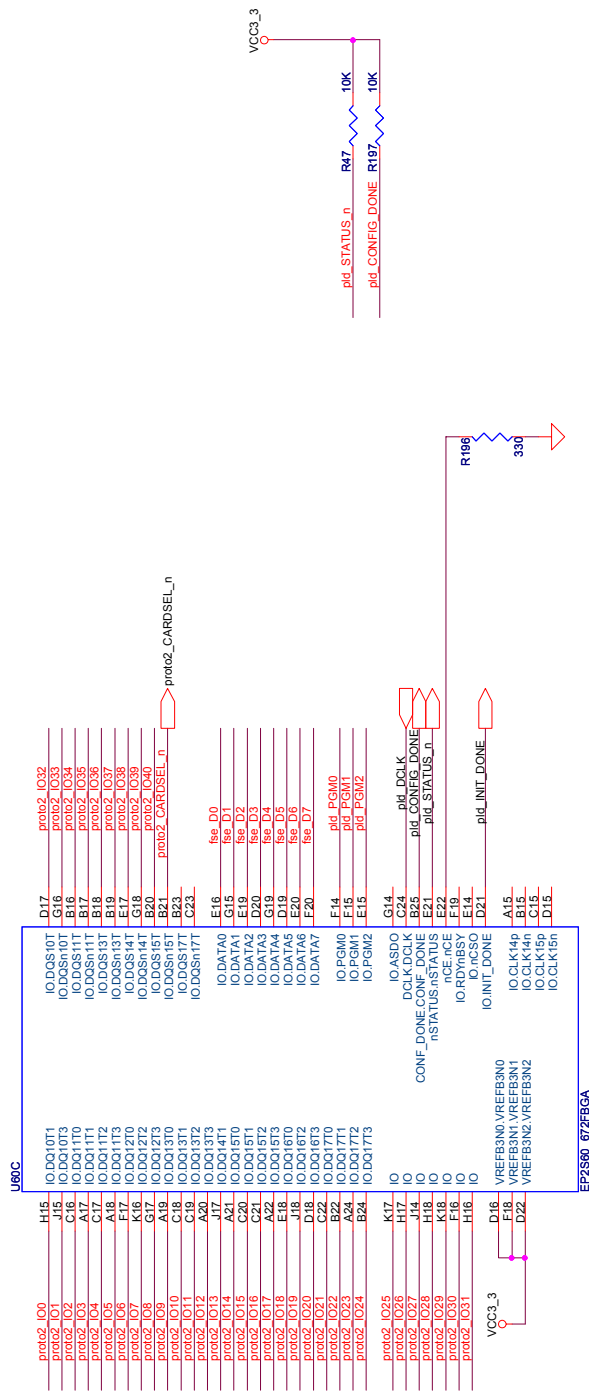 U60C
proto2_IO0 H15 IO.DQ10T1 IO.DQS10T D17 proto2_IO32
proto2_IO1 J15 IO.DQ10T3 IO.DQSn10T G16 proto2_IO33
proto2_IO2 C16 IO.DQ11T0 IO.DQS11T B16 proto2_IO34
proto2_IO3 A17 IO.DQ11T1 IO.DQSn11T B17 proto2_IO35
proto2_IO4 C17 IO.DQ11T2 IO.DQS13T B18 proto2_IO36
proto2_IO5 A18 IO.DQ11T3 IO.DQSn13T B19 proto2_IO37
proto2_IO6 F17 IO.DQ12T0 IO.DQS14T E17 proto2_IO38
proto2_IO7 K16 IO.DQ12T2 IO.DQSn14T G18 proto2_IO39
proto2_IO8 G17 IO.DQ12T3 IO.DQS15T B20 proto2_IO40
proto2_IO9 A19 IO.DQ13T0 IO.DQSn15T B21 proto2_CARDSEL_n proto2_CARDSEL_n
proto2_IO10 C18 IO.DQ13T1 IO.DQS17T B23
proto2_IO11 C19 IO.DQ13T2 IO.DQSn17T C23
proto2_IO12 A20 IO.DQ13T3
proto2_IO13 J17 IO.DQ14T1 IO.DATA0 E16 fse_D0
proto2_IO14 A21 IO.DQ15T0 IO.DATA1 G15 fse_D1
proto2_IO15 C20 IO.DQ15T1 IO.DATA2 E19 fse_D2
proto2_IO16 C21 IO.DQ15T2 IO.DATA3 D20 fse_D3
proto2_IO17 A22 IO.DQ15T3 IO.DATA4 G19 fse_D4
proto2_IO18 E18 IO.DQ16T0 IO.DATA5 D19 fse_D5
proto2_IO19 J18 IO.DQ16T2 IO.DATA6 E20 fse_D6
proto2_IO20 D18 IO.DQ16T3 IO.DATA7 F20 fse_D7
proto2_IO21 C22 IO.DQ17T0
proto2_IO22 B22 IO.DQ17T1 IO.PGM0 F14 pld_PGM0
proto2_IO23 A24 IO.DQ17T2 IO.PGM1 F15 pld_PGM1
proto2_IO24 B24 IO.DQ17T3 IO.PGM2 E15 pld_PGM2
proto2_IO25 K17 IO IO.ASDO G14
proto2_IO26 H17 IO DCLK.DCLK C24 pld_DCLK
proto2_IO27 J14 IO CONF_DONE.CONF_DONE B25 pld_CONFIG_DONE
proto2_IO28 H18 IO nSTATUS.nSTATUS E21 pld_STATUS_n
proto2_IO29 K18 IO nCE.nCE E22
proto2_IO30 F16 IO IO.RDYnBSY F19
proto2_IO31 H16 IO IO.nCSO E14
IO.INIT_DONE D21 pld_INIT_DONE
VCC3_3
D16 VREFB3N0.VREFB3N0 IO.CLK14p A15
F18 VREFB3N1.VREFB3N1 IO.CLK14n B15
D22 VREFB3N2.VREFB3N2 IO.CLK15p C15
IO.CLK15n D15
EP2S60_672FBGA
R196 330
VCC3_3
pld_STATUS_n R47 10K
pld_CONFIG_DONE R197 10K